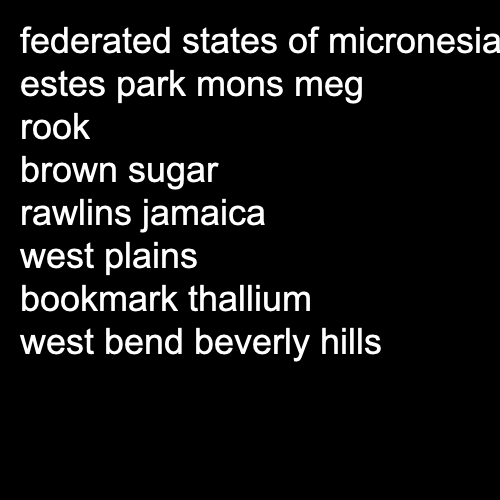 federated states of micronesia
estes park mons meg
rook
brown sugar
rawlins jamaica
west plains
bookmark thallium
west bend beverly hills